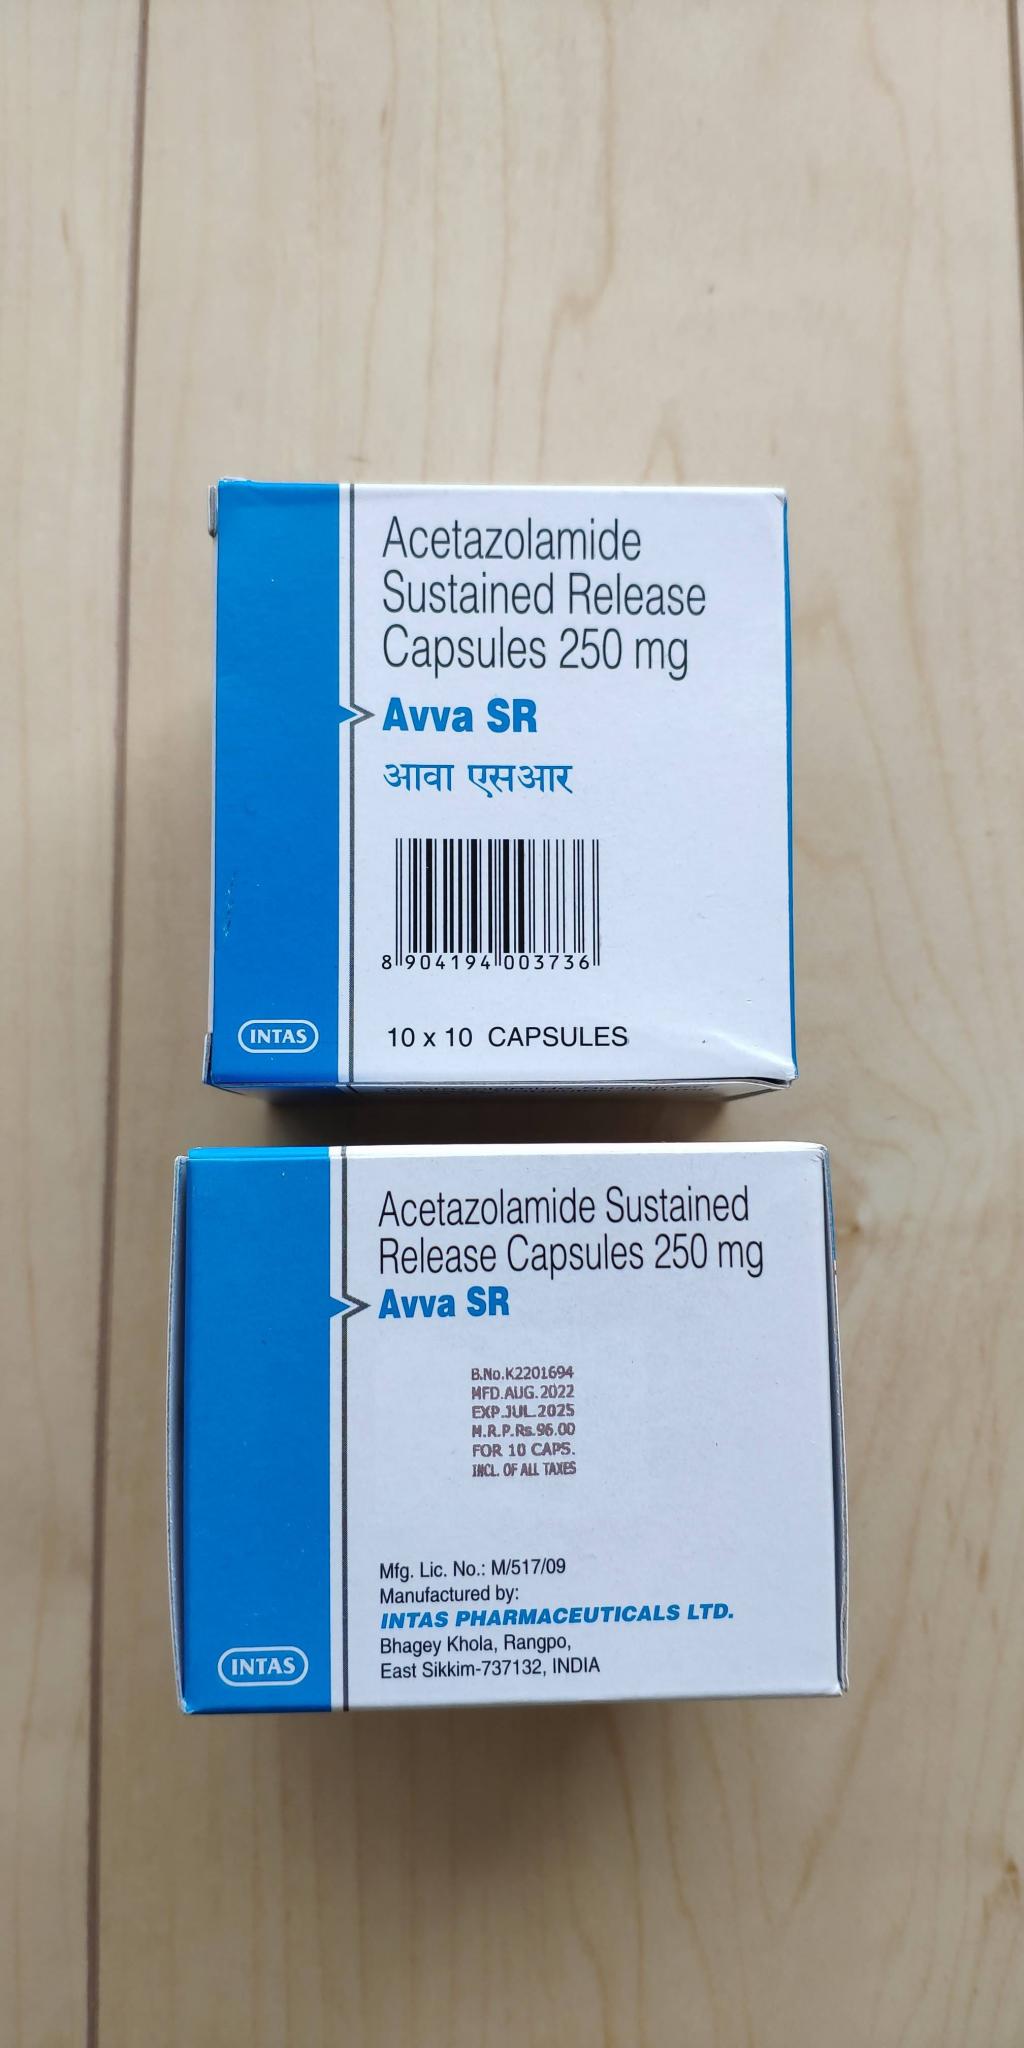 Acetazolamide
Sustained Release
Capsules 250 mg
Avva SR
आवा एसआर
8 904194 003736
INTAS
10 x 10 CAPSULES
Acetazolamide Sustained
Release Capsules 250 mg
Avva SR
B.No.K2201694
MFD.AUG.2022
EXP.JUL.2025
M.R.P.Rs.96.00
FOR 10 CAPS.
INCL. OF ALL TAXES
Mfg. Lic. No.: M/517/09
Manufactured by:
INTAS PHARMACEUTICALS LTD.
Bhagey Khola, Rangpo,
East Sikkim-737132, INDIA
INTAS